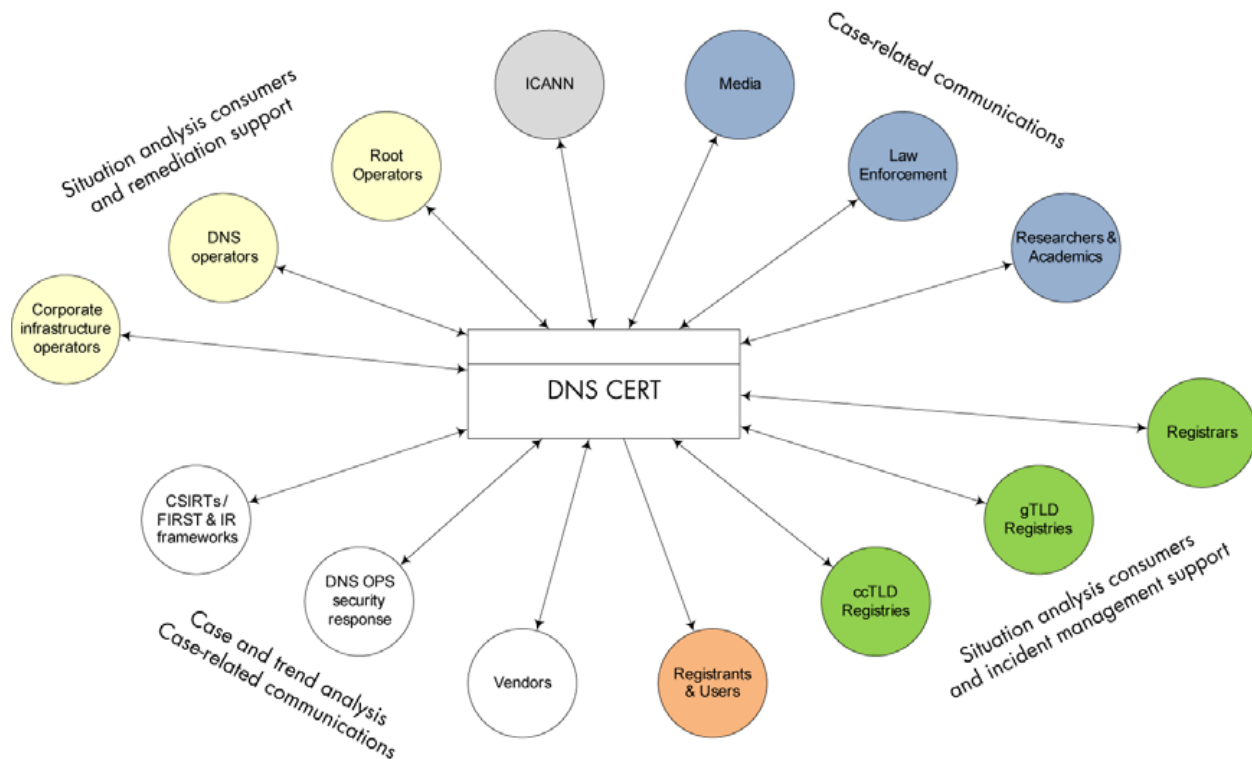 ICANN
Media
Case-related communications
Situation analysis consumers
and remediation support
Root
Operators
Law
Enforcement
DNS
operators
Researchers &
Academics
Corporate
infrastructure
operators
DNS CERT
Registrars
CSIRTs /
FIRST & IR
frameworks
gTLD
Registries
DNS OPS
security
response
ccTLD
Registries
Situation analysis consumers
and incident management support
Case and trend analysis
Case-related communications
Vendors
Registrants
& Users